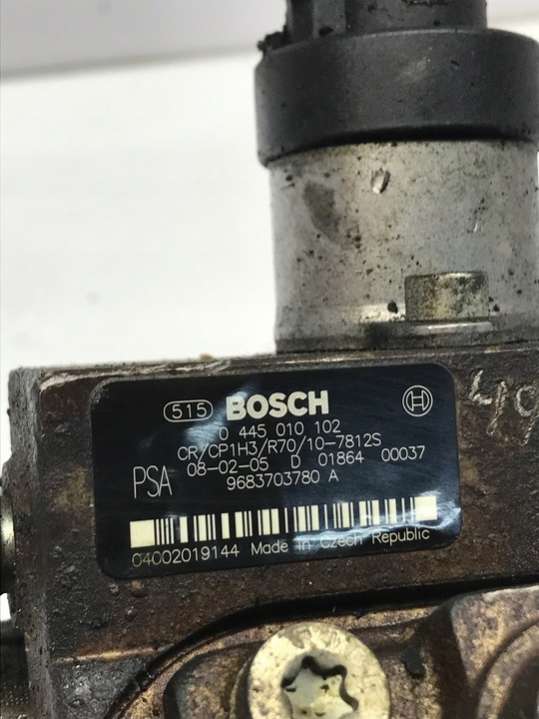 515 BOSCH
0 445 010 102
CR/CP1H3/R70/10-7812S
08-02-05 D 01864 00037
PSA 9683703780 A
04002019144 Made in Czech Republic
49